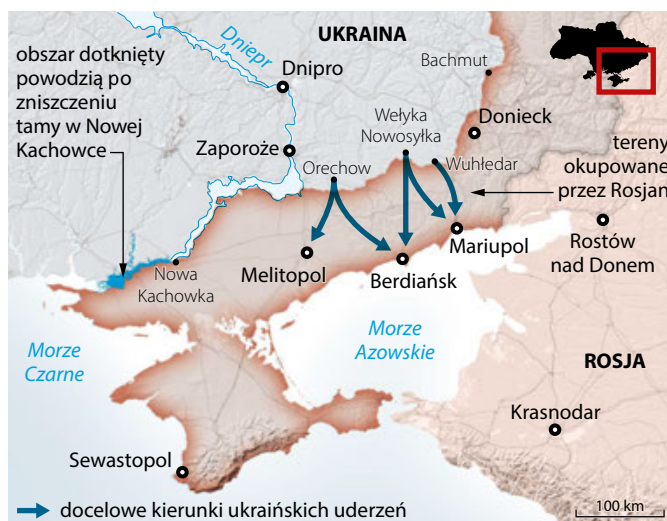 obszar dotknięty
powodzią po
zniszczeniu
tamy w Nowej
Kachowce
UKRAINA
Dniepr
Dnipro
Bachmut
Wełyka
Nowosyłka
Donieck
Zaporoże
Orechow
Wuhłedar
tereny
okupowane
przez Rosjan
Mariupol
Rostów
nad Donem
Nowa
Kachowka
Melitopol
Berdiańsk
Morze
Czarne
Morze
Azowskie
ROSJA
Krasnodar
Sewastopol
docelowe kierunki ukraińskich uderzeń
100 km